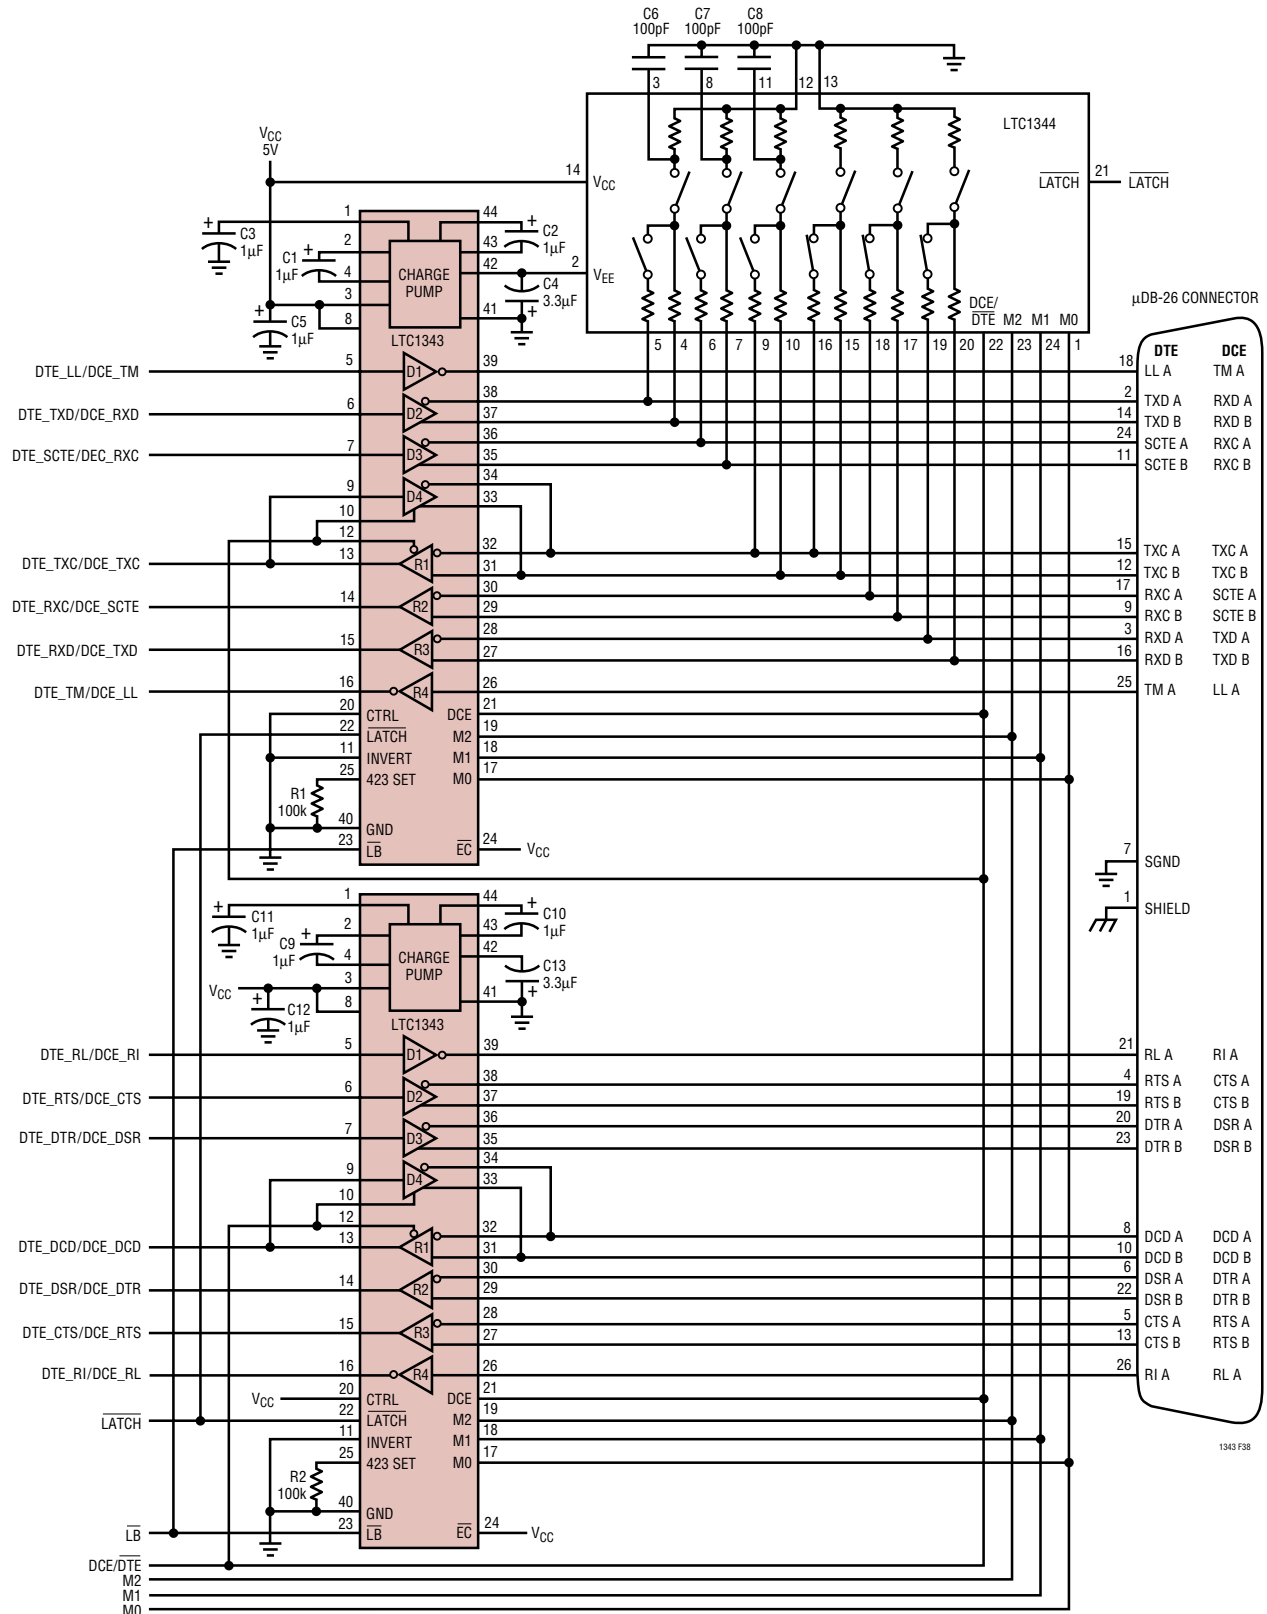 C6 C7 C8
100pF 100pF 100pF
3 8 11 12 13
LTC1344
VCC
5V
14 VCC LATCH 21 LATCH
1 44
C3 1µF + 2 43 + C2 1µF
C1 1µF + 4 42 2 VEE
CHARGE PUMP
C4 3.3µF +
3 41
C5 1µF + 8
LTC1343
DCE/DTE M2 M1 M0
5 4 6 7 9 10 16 15 18 17 19 20 22 23 24 1
µDB-26 CONNECTOR
DTE DCE
DTE_LL/DCE_TM 5 D1 39 18 LL A TM A
DTE_TXD/DCE_RXD 6 D2 38 2 TXD A RXD A
37 14 TXD B RXD B
DTE_SCTE/DEC_RXC 7 D3 36 24 SCTE A RXC A
35 11 SCTE B RXC B
9 D4 34
10 33
12
DTE_TXC/DCE_TXC 13 R1 32 15 TXC A TXC A
31 12 TXC B TXC B
DTE_RXC/DCE_SCTE 14 R2 30 17 RXC A SCTE A
29 9 RXC B SCTE B
DTE_RXD/DCE_TXD 15 R3 28 3 RXD A TXD A
27 16 RXD B TXD B
DTE_TM/DCE_LL 16 R4 26 25 TM A LL A
20 CTRL DCE 21
22 LATCH M2 19
11 INVERT M1 18
25 423 SET M0 17
R1
100k
40 GND
23 LB EC 24 VCC
7 SGND
1 SHIELD
1 44
C11 1µF + 2 43 + C10 1µF
C9 1µF + 4 42
CHARGE PUMP
C13 3.3µF +
VCC 3 41
C12 1µF + 8
LTC1343
DTE_RL/DCE_RI 5 D1 39 21 RL A RI A
DTE_RTS/DCE_CTS 6 D2 38 4 RTS A CTS A
37 19 RTS B CTS B
DTE_DTR/DCE_DSR 7 D3 36 20 DTR A DSR A
35 23 DTR B DSR B
9 D4 34
10 33
12
DTE_DCD/DCE_DCD 13 R1 32 8 DCD A DCD A
31 10 DCD B DCD B
DTE_DSR/DCE_DTR 14 R2 30 6 DSR A DTR A
29 22 DSR B DTR B
DTE_CTS/DCE_RTS 15 R3 28 5 CTS A RTS A
27 13 CTS B RTS B
DTE_RI/DCE_RL 16 R4 26 26 RI A RL A
VCC 20 CTRL DCE 21
LATCH 22 LATCH M2 19
11 INVERT M1 18
25 423 SET M0 17
R2
100k
40 GND
LB 23 LB EC 24 VCC
1343 F38
DCE/DTE
M2
M1
M0